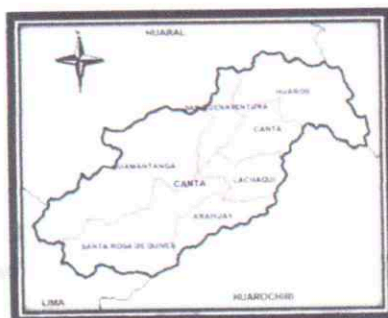 HUARAL
SAN BUENAVENTURA
HUAROS
CANTA
HUAMANTANGA
CANTA
LACHAQUI
ARAHUAY
SANTA ROSA DE QUIVES
LIMA
HUAROCHIRI